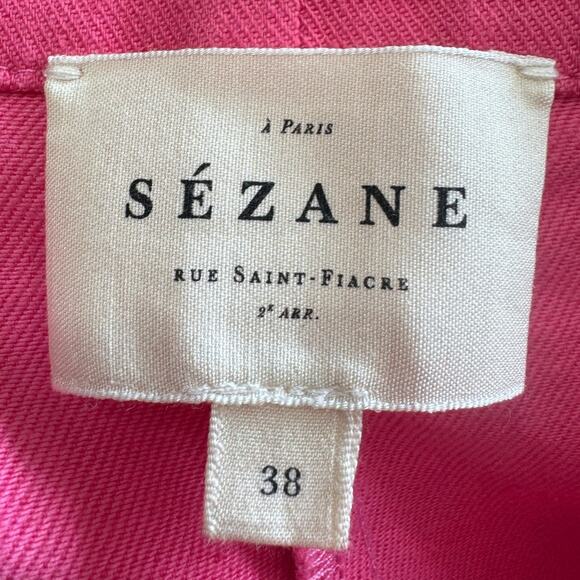 À PARIS
SÉZANE
RUE SAINT-FIACRE
2E ARR.
38